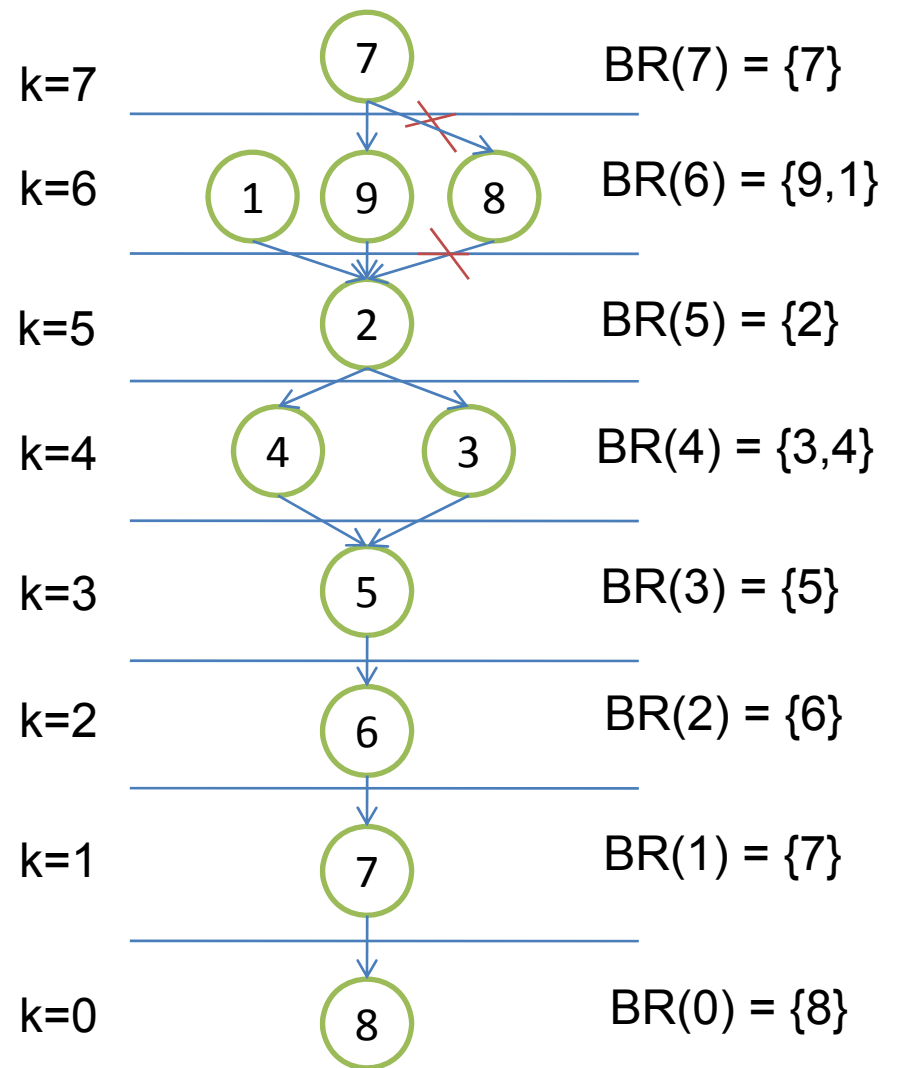 k=7 7 BR(7) = {7}
k=6 1 9 8 BR(6) = {9,1}
k=5 2 BR(5) = {2}
k=4 4 3 BR(4) = {3,4}
k=3 5 BR(3) = {5}
k=2 6 BR(2) = {6}
k=1 7 BR(1) = {7}
k=0 8 BR(0) = {8}